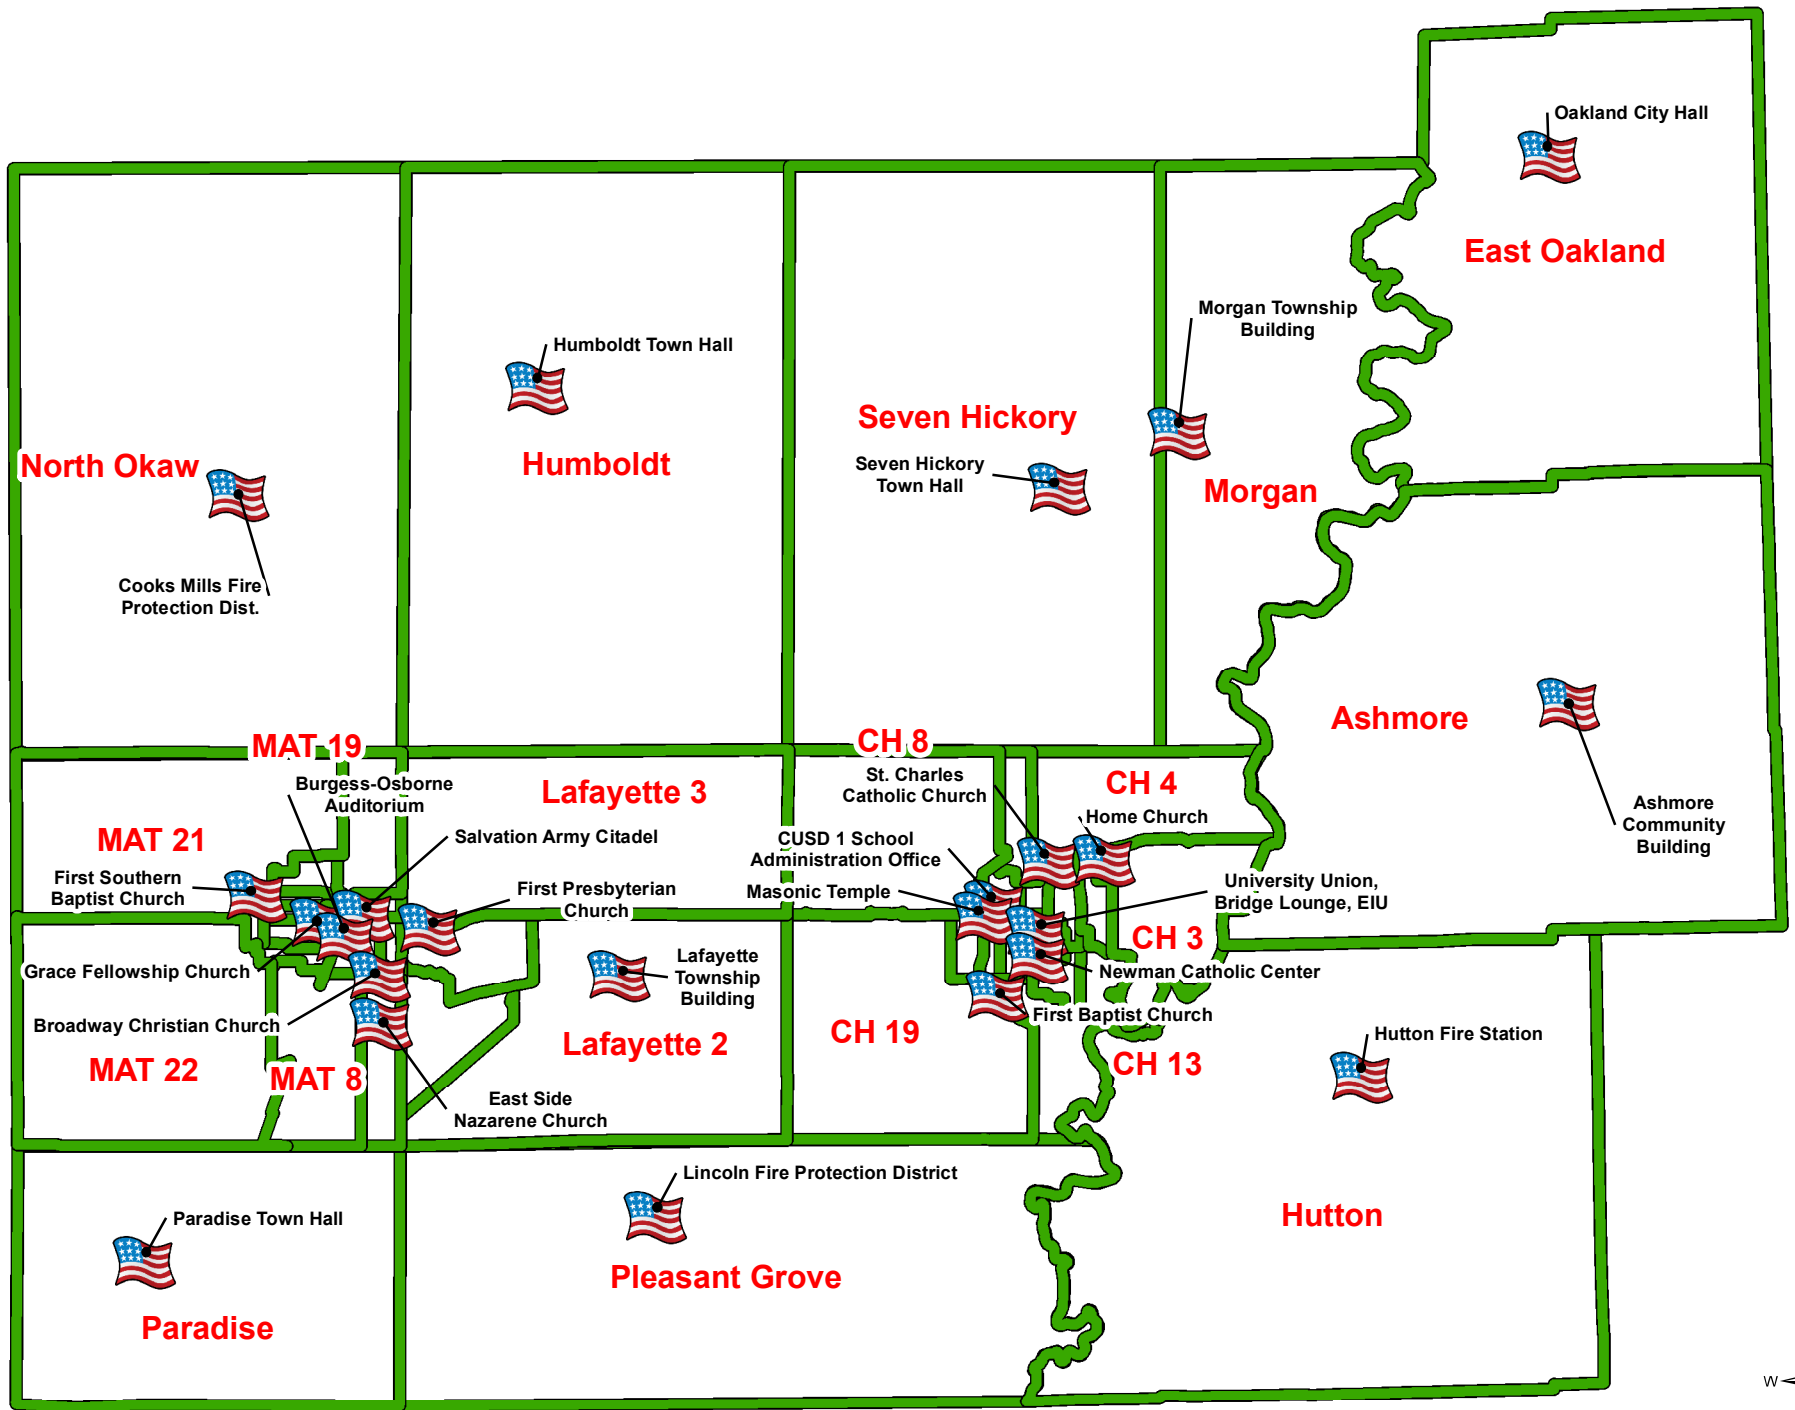 Oakland City Hall
East Oakland
Morgan Township
Building
Humboldt Town Hall
Seven Hickory
Seven Hickory
Town Hall
North Okaw
Humboldt
Morgan
Cooks Mills Fire
Protection Dist.
Ashmore
Ashmore
Community
Building
MAT 19
Burgess-Osborne
Auditorium
Lafayette 3
CH 8
St. Charles
Catholic Church
CH 4
Home Church
MAT 21
Salvation Army Citadel
CUSD 1 School
Administration Office
First Southern
Baptist Church
First Presbyterian
Church
Masonic Temple
University Union,
Bridge Lounge, EIU
CH 3
Grace Fellowship Church
Lafayette
Township
Building
Newman Catholic Center
Broadway Christian Church
First Baptist Church
Lafayette 2
CH 19
Hutton Fire Station
MAT 22
MAT 8
CH 13
East Side
Nazarene Church
Lincoln Fire Protection District
Paradise Town Hall
Hutton
Pleasant Grove
Paradise
W